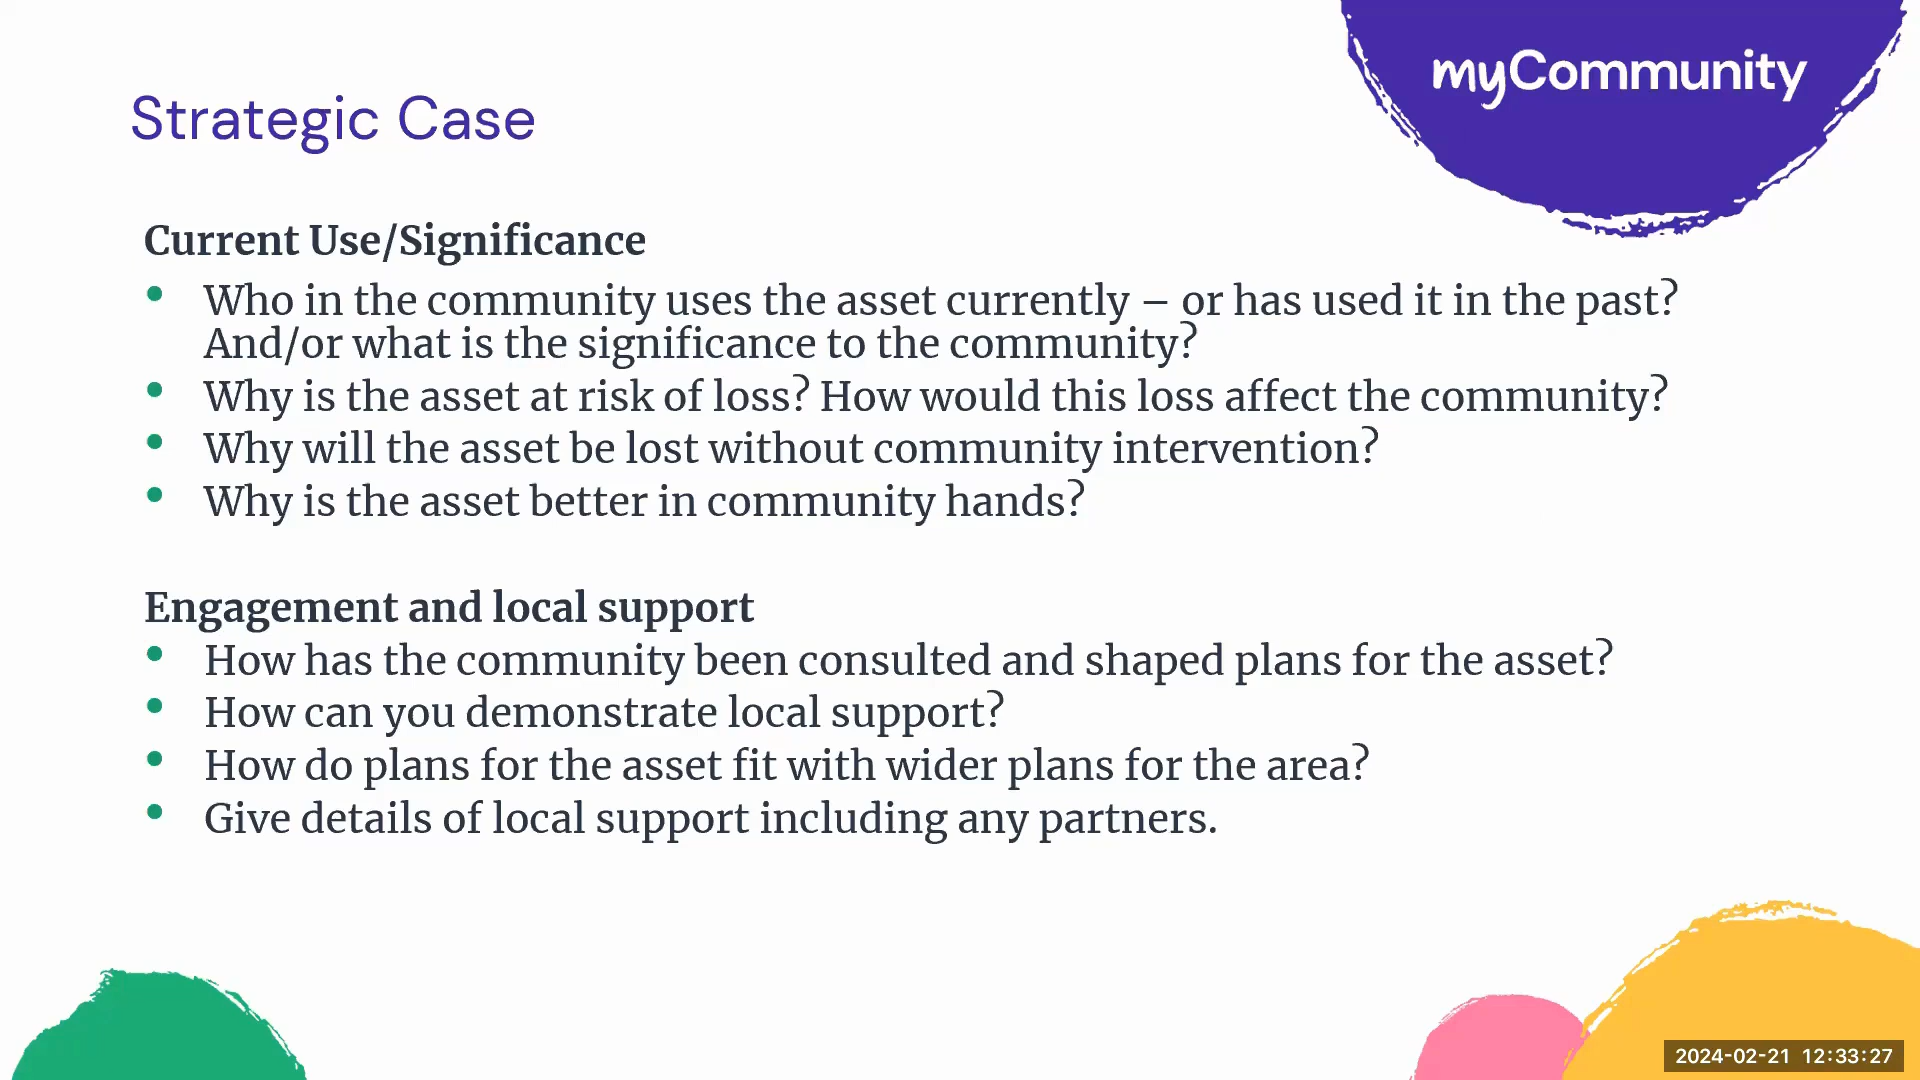 myCommunity
Strategic Case
Current Use/Significance
• Who in the community uses the asset currently – or has used it in the past?
And/or what is the significance to the community?
• Why is the asset at risk of loss? How would this loss affect the community?
• Why will the asset be lost without community intervention?
• Why is the asset better in community hands?
Engagement and local support
• How has the community been consulted and shaped plans for the asset?
• How can you demonstrate local support?
• How do plans for the asset fit with wider plans for the area?
• Give details of local support including any partners.
2024-02-21 12:33:27